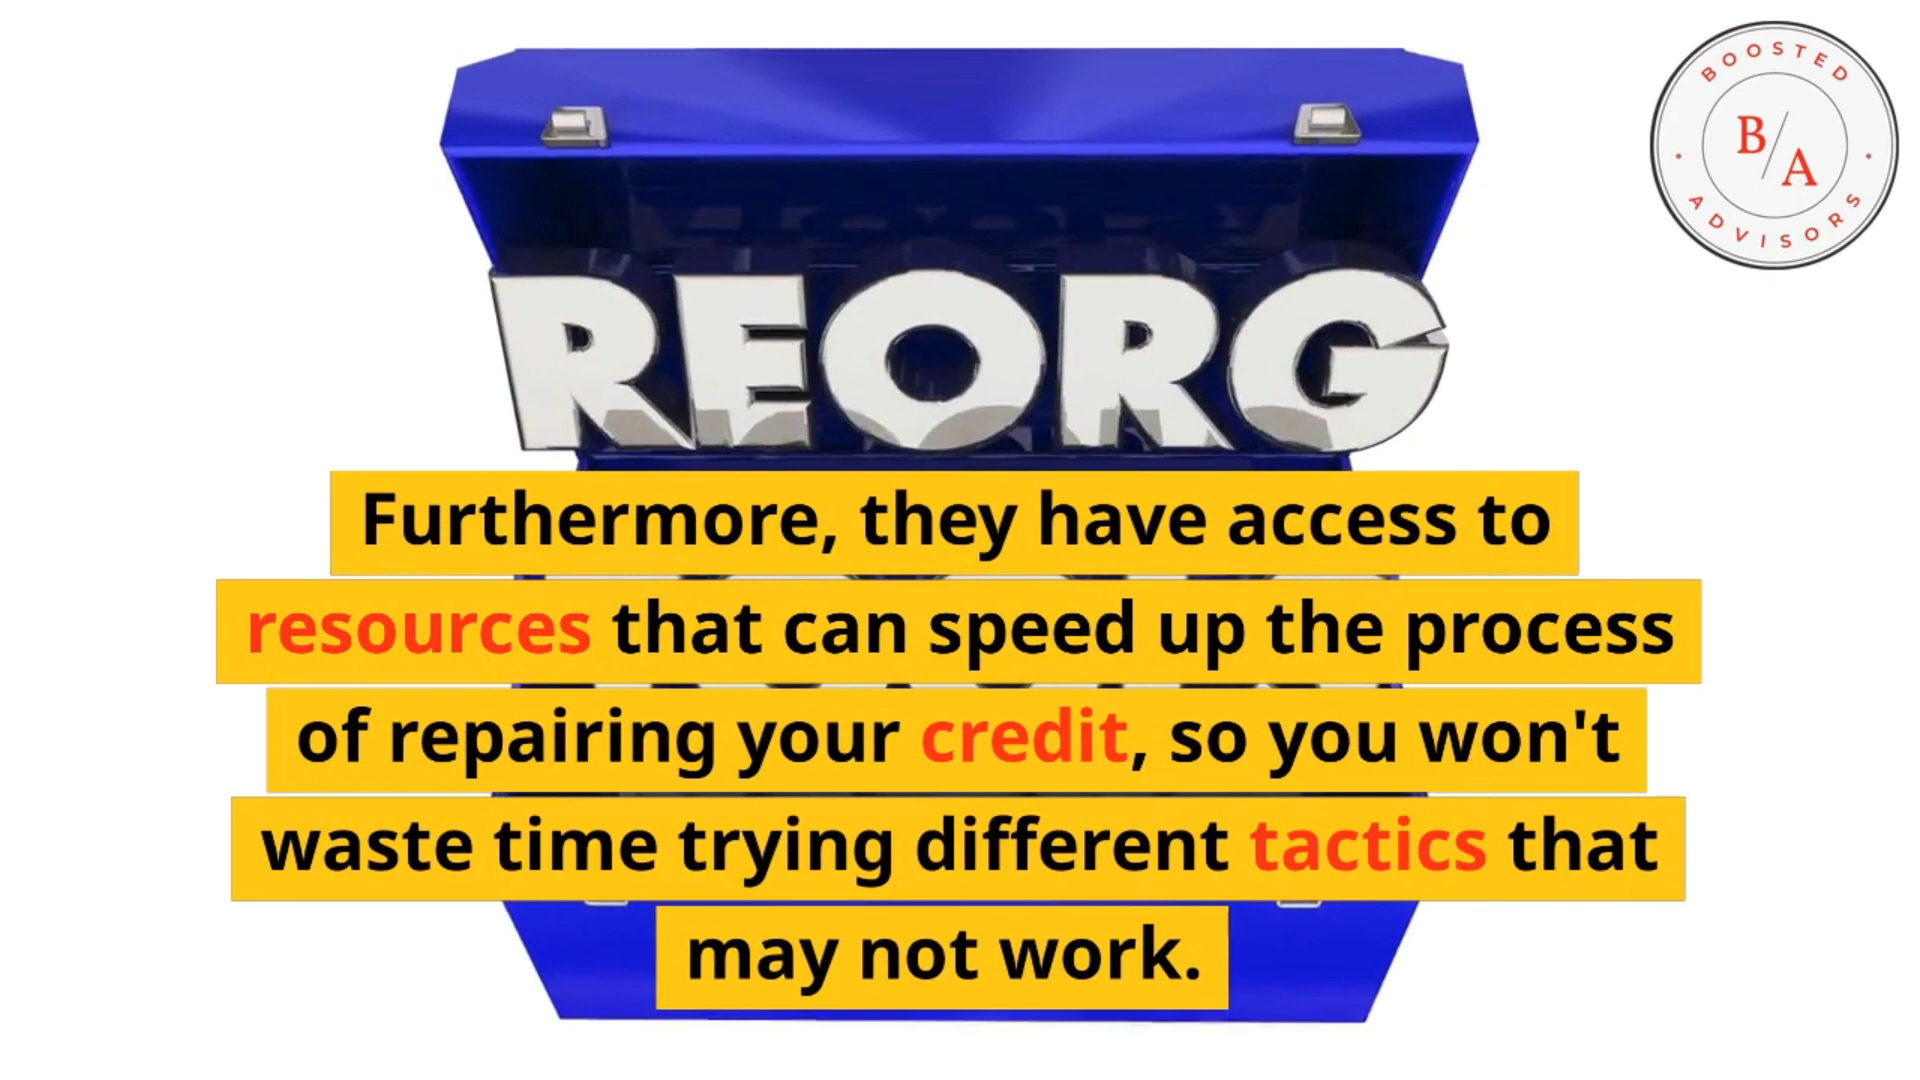 BOOSTED
B/A
ADVISORS
REORG
Furthermore, they have access to
resources that can speed up the process
of repairing your credit, so you won't
waste time trying different tactics that
may not work.